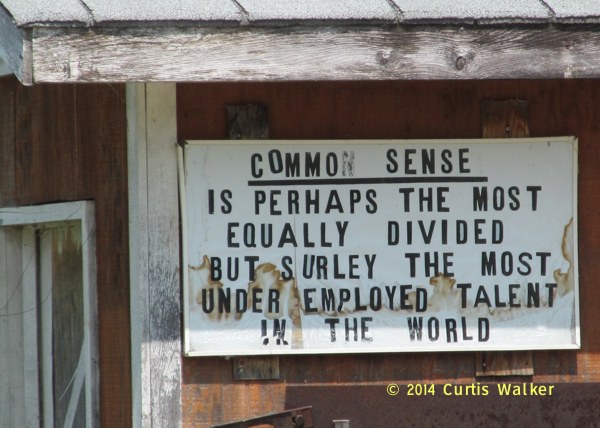 COMMON SENSE
IS PERHAPS THE MOST
EQUALLY DIVIDED
BUT SURLEY THE MOST
UNDER EMPLOYED TALENT
IN THE WORLD
© 2014 Curtis Walker